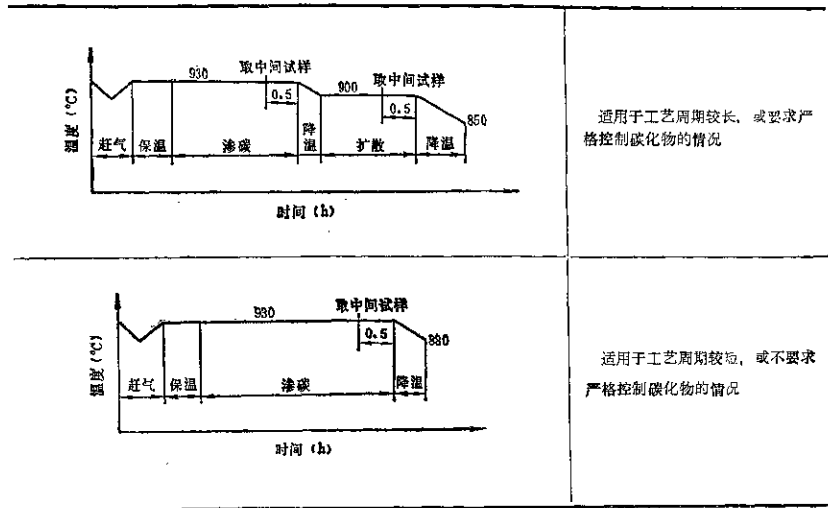 取中间试样
取中间试样
930
900
0.5
0.5
850
温度 (°C)
赶气
保温
渗碳
降温
扩散
降温
时间 (h)
适用于工艺周期较长，或要求严
格控制碳化物的情况
取中间试样
930
0.5
880
温度 (°C)
赶气
保温
渗碳
降温
时间 (h)
适用于工艺周期较短，或不要求
严格控制碳化物的情况